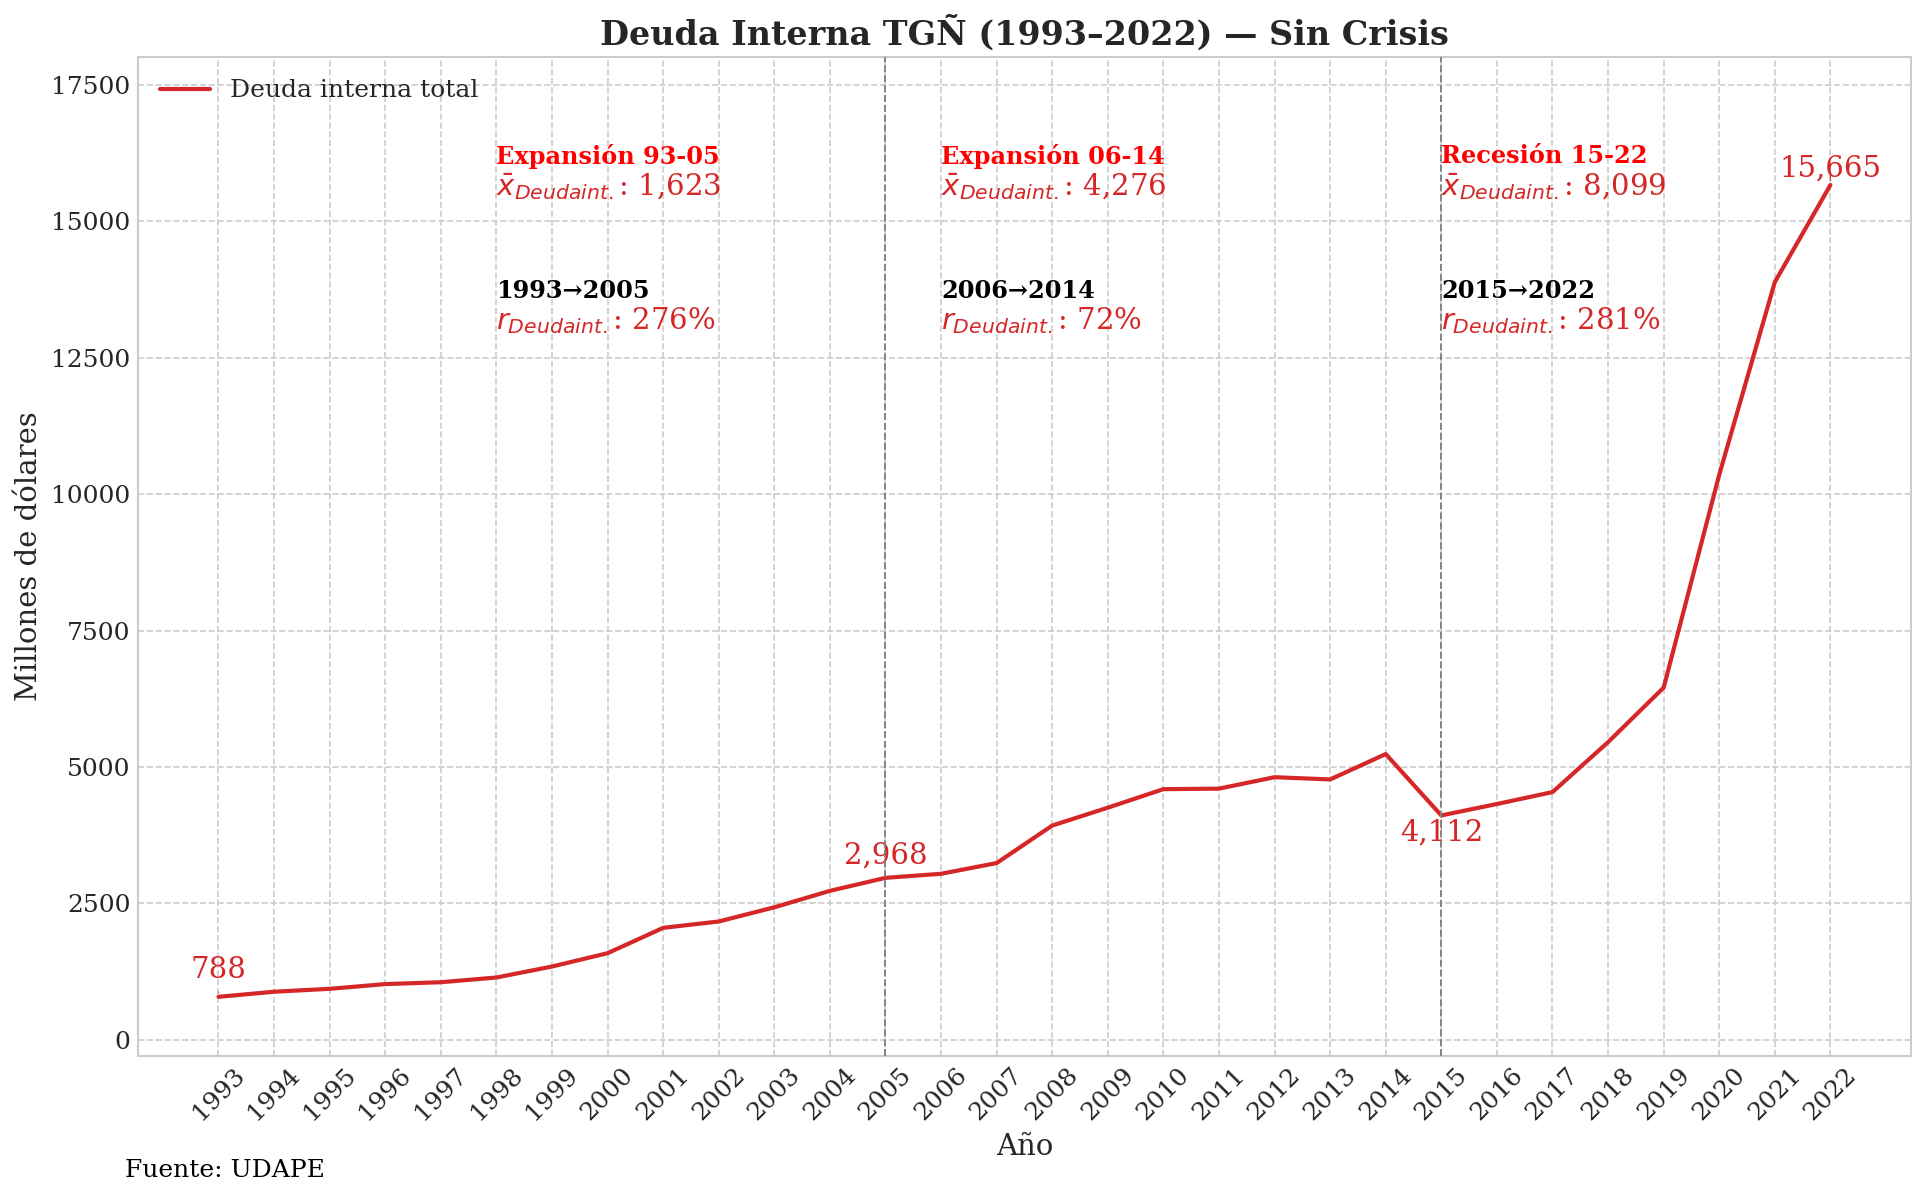 Deuda Interna TGÑ (1993–2022) — Sin Crisis
Deuda interna total
Expansión 93-05
x̄Deudaint.: 1,623
1993→2005
rDeudaint.: 276%
Expansión 06-14
x̄Deudaint.: 4,276
2006→2014
rDeudaint.: 72%
Recesión 15-22
x̄Deudaint.: 8,099
2015→2022
rDeudaint.: 281%
15,665
788
2,968
4,112
Millones de dólares
17500
15000
12500
10000
7500
5000
2500
0
1993 1994 1995 1996 1997 1998 1999 2000 2001 2002 2003 2004 2005 2006 2007 2008 2009 2010 2011 2012 2013 2014 2015 2016 2017 2018 2019 2020 2021 2022
Año
Fuente: UDAPE